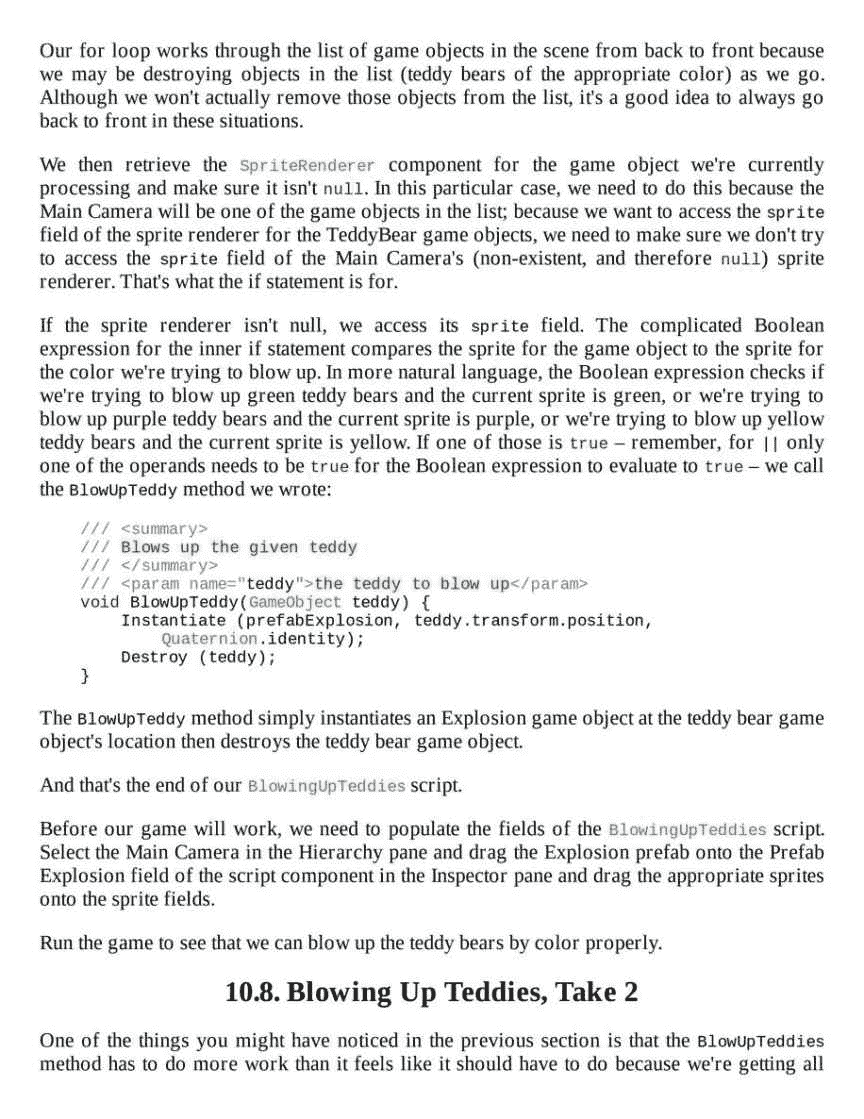 Our for loop works through the list of game objects in the scene from back to front because
we may be destroying objects in the list (teddy bears of the appropriate color) as we go.
Although we won't actually remove those objects from the list, it's a good idea to always go
back to front in these situations.
We then retrieve the SpriteRenderer component for the game object we're currently
processing and make sure it isn't null. In this particular case, we need to do this because the
Main Camera will be one of the game objects in the list; because we want to access the sprite
field of the sprite renderer for the TeddyBear game objects, we need to make sure we don't try
to access the sprite field of the Main Camera's (non-existent, and therefore null) sprite
renderer. That's what the if statement is for.
If the sprite renderer isn't null, we access its sprite field. The complicated Boolean
expression for the inner if statement compares the sprite for the game object to the sprite for
the color we're trying to blow up. In more natural language, the Boolean expression checks if
we're trying to blow up green teddy bears and the current sprite is green, or we're trying to
blow up purple teddy bears and the current sprite is purple, or we're trying to blow up yellow
teddy bears and the current sprite is yellow. If one of those is true – remember, for || only
one of the operands needs to be true for the Boolean expression to evaluate to true – we call
the BlowUpTeddy method we wrote:
/// <summary>
/// Blows up the given teddy
/// </summary>
/// <param name="teddy">the teddy to blow up</param>
void BlowUpTeddy(GameObject teddy) {
    Instantiate (prefabExplosion, teddy.transform.position,
        Quaternion.identity);
    Destroy (teddy);
}
The BlowUpTeddy method simply instantiates an Explosion game object at the teddy bear game
object's location then destroys the teddy bear game object.
And that's the end of our BlowingUpTeddies script.
Before our game will work, we need to populate the fields of the BlowingUpTeddies script.
Select the Main Camera in the Hierarchy pane and drag the Explosion prefab onto the Prefab
Explosion field of the script component in the Inspector pane and drag the appropriate sprites
onto the sprite fields.
Run the game to see that we can blow up the teddy bears by color properly.
10.8. Blowing Up Teddies, Take 2
One of the things you might have noticed in the previous section is that the BlowUpTeddies
method has to do more work than it feels like it should have to do because we're getting all